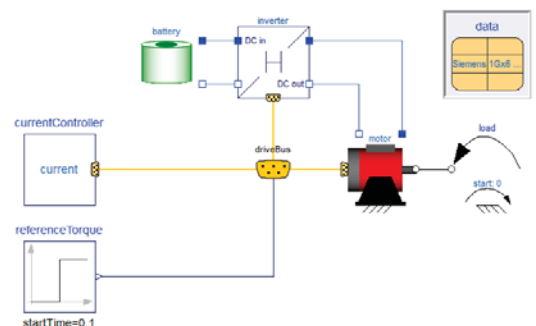 battery
inverter
DC in
DC out
data
Siemens 1Gx6 ...
currentController
current
driveBus
motor
load
start: 0
referenceTorque
startTime=0.1